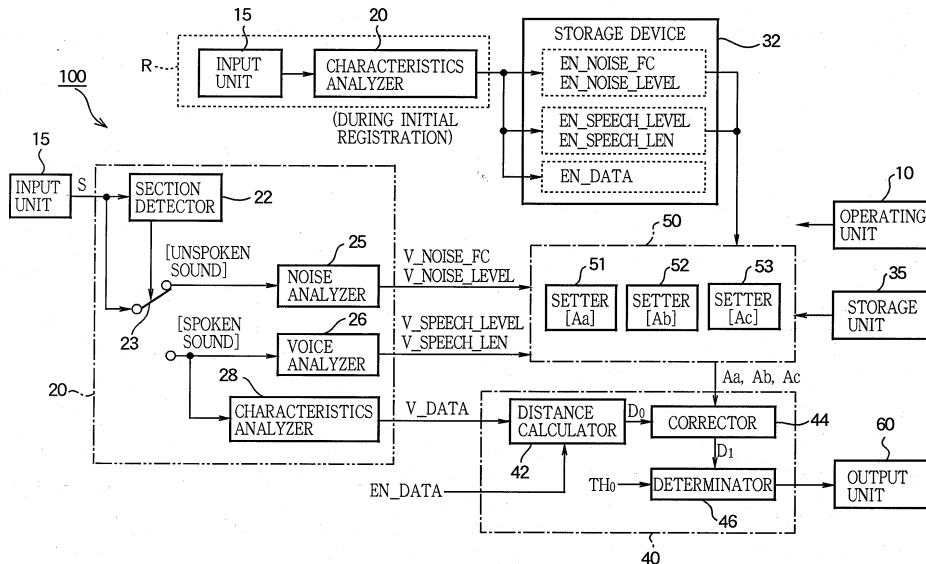 15
20
STORAGE DEVICE
32
R
INPUT
UNIT
CHARACTERISTICS
ANALYZER
EN_NOISE_FC
EN_NOISE_LEVEL
(DURING INITIAL
REGISTRATION)
EN_SPEECH_LEVEL
EN_SPEECH_LEN
EN_DATA
100
15
INPUT
UNIT
S
SECTION
DETECTOR
22
10
OPERATING
UNIT
[UNSPOKEN
SOUND]
25
NOISE
ANALYZER
V_NOISE_FC
V_NOISE_LEVEL
50
51
52
53
SETTER
[Aa]
SETTER
[Ab]
SETTER
[Ac]
35
STORAGE
UNIT
23
[SPOKEN
SOUND]
26
VOICE
ANALYZER
V_SPEECH_LEVEL
V_SPEECH_LEN
20
28
CHARACTERISTICS
ANALYZER
V_DATA
Aa, Ab, Ac
DISTANCE
CALCULATOR
42
D0
CORRECTOR
44
D1
EN_DATA
TH0
DETERMINATOR
46
60
OUTPUT
UNIT
40